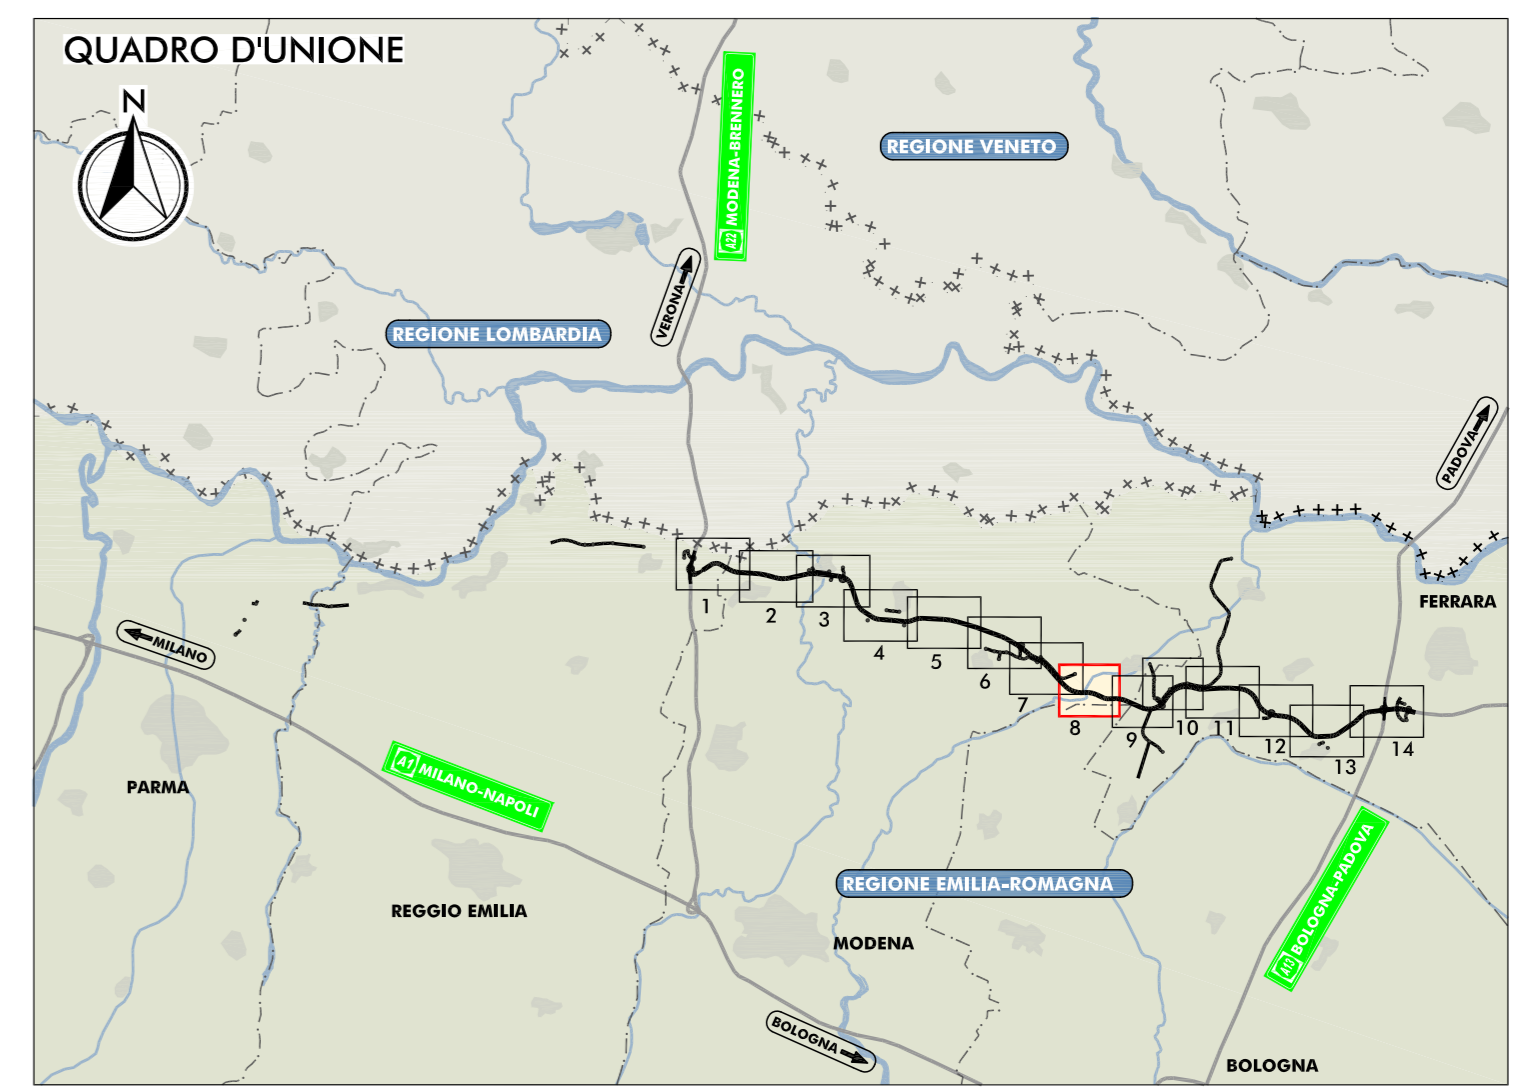 QUADRO D'UNIONE
N
A22 MODENA-BRENNERO
REGIONE VENETO
VERONA
REGIONE LOMBARDIA
PADOVA
FERRARA
MILANO
1
2
3
4
5
6
7
8
9
10
11
12
13
14
PARMA
A1 MILANO-NAPOLI
A13 BOLOGNA-PADOVA
REGIONE EMILIA-ROMAGNA
REGGIO EMILIA
MODENA
BOLOGNA
BOLOGNA